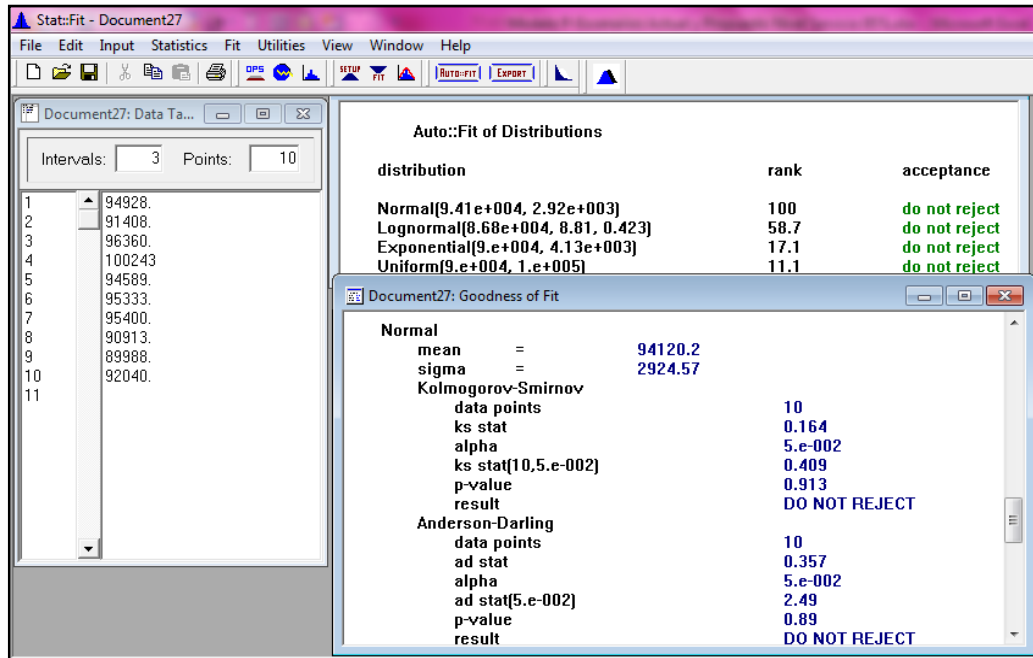 Stat::Fit - Document27
File Edit Input Statistics Fit Utilities View Window Help
OPS SETUP FIT AUTO::FIT EXPORT
Document27: Data Ta...
Intervals: 3 Points: 10
1 94928.
2 91408.
3 96360.
4 100243
5 94589.
6 95333.
7 95400.
8 90913.
9 89988.
10 92040.
11
Auto::Fit of Distributions
distribution rank acceptance
Normal(9.41e+004, 2.92e+003) 100 do not reject
Lognormal(8.68e+004, 8.81, 0.423) 58.7 do not reject
Exponential(9.e+004, 4.13e+003) 17.1 do not reject
Uniform(9.e+004, 1.e+005) 11.1 do not reject
Document27: Goodness of Fit
Normal
mean = 94120.2
sigma = 2924.57
Kolmogorov-Smirnov
data points 10
ks stat 0.164
alpha 5.e-002
ks stat(10,5.e-002) 0.409
p-value 0.913
result DO NOT REJECT
Anderson-Darling
data points 10
ad stat 0.357
alpha 5.e-002
ad stat(5.e-002) 2.49
p-value 0.89
result DO NOT REJECT